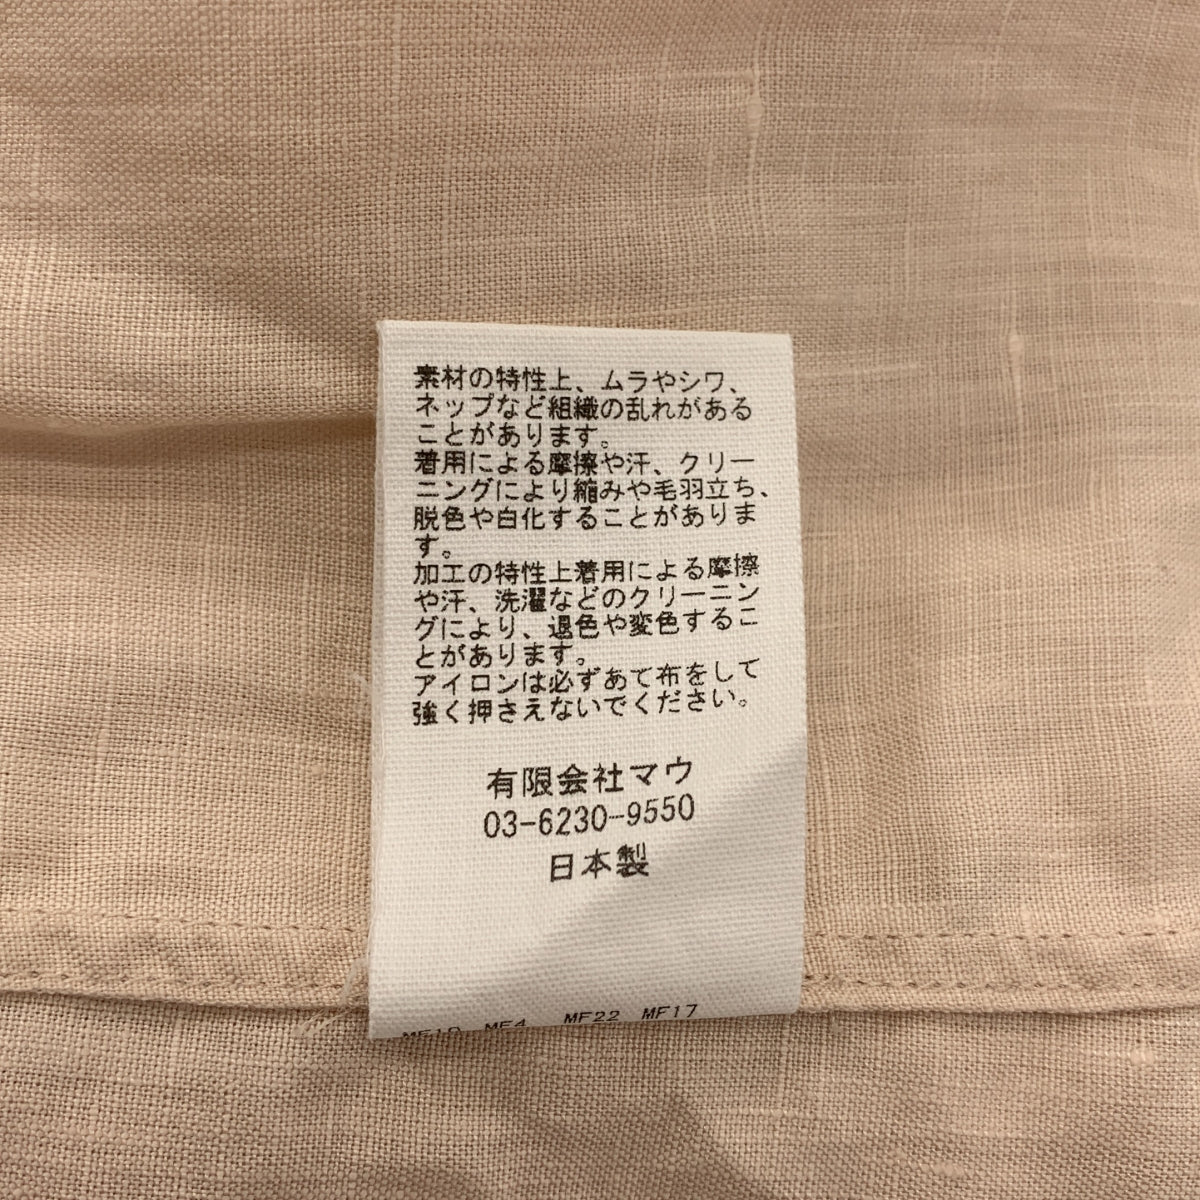 素材の特性上、ムラやシワ、
ネップなど組織の乱れがある
ことがあります。
着用による摩擦や汗、クリー
ニングにより縮みや毛羽立ち、
脱色や白化することがありま
す。
加工の特性上着用による摩擦
や汗、洗濯などのクリーニン
グにより、退色や変色するこ
とがあります。
アイロンは必ずあて布をして
強く押さえないでください。
有限会社マウ
03-6230-9550
日本製
MF4 MF22 MF17